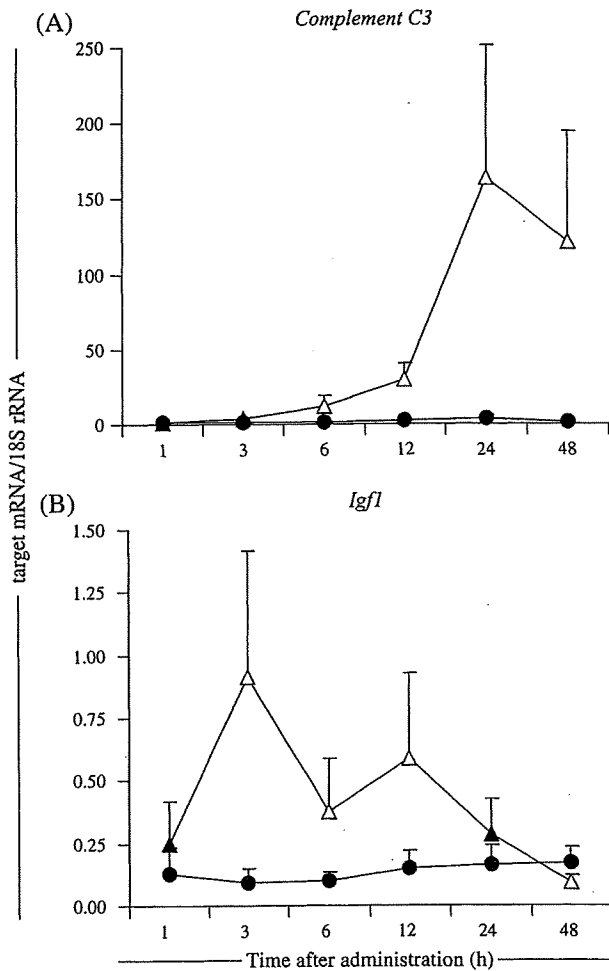 (A)
Complement C3
250
200
150
100
50
0
1 3 6 12 24 48
(B)
Igf1
1.50
1.25
1.00
0.75
0.50
0.25
0.00
1 3 6 12 24 48
Time after administration (h)
target mRNA/18S rRNA